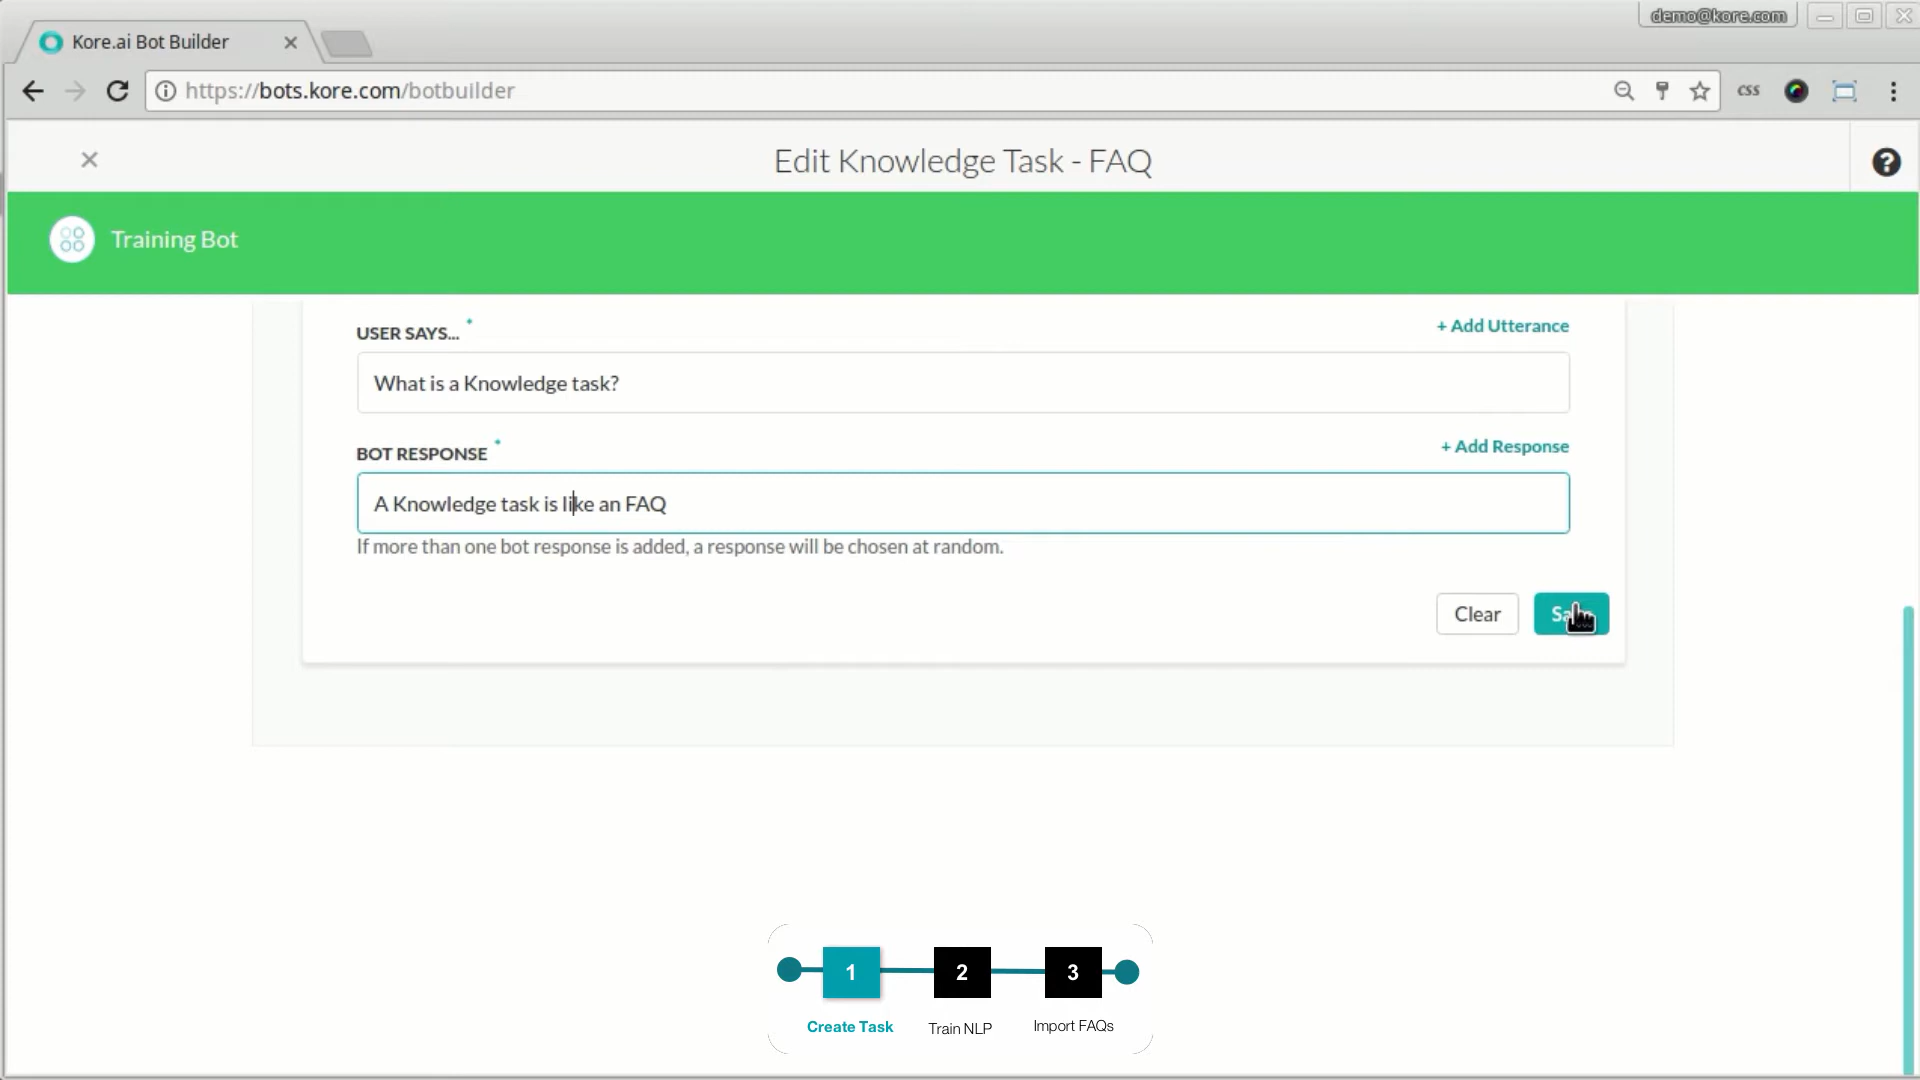 demo@kore.com
Kore.ai Bot Builder
https://bots.kore.com/botbuilder
css
Edit Knowledge Task - FAQ
Training Bot
USER SAYS... *
+ Add Utterance
What is a Knowledge task?
BOT RESPONSE *
+ Add Response
A Knowledge task is like an FAQ
If more than one bot response is added, a response will be chosen at random.
Clear
1
2
3
Create Task
Train NLP
Import FAQs